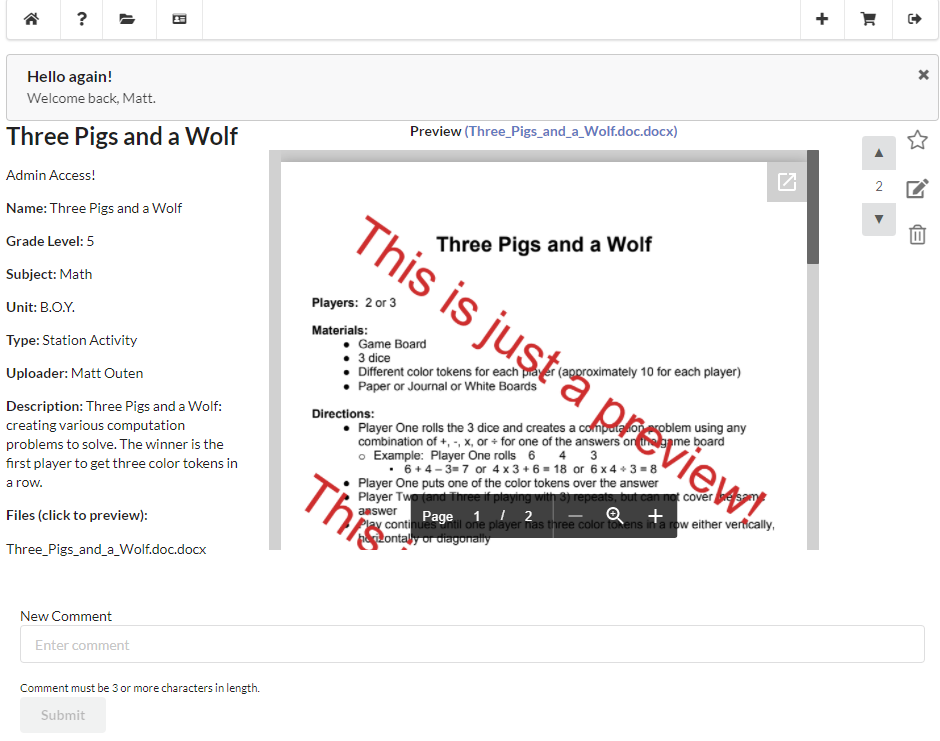 Hello again!
Welcome back, Matt.
Three Pigs and a Wolf
Admin Access!
Name: Three Pigs and a Wolf
Grade Level: 5
Subject: Math
Unit: B.O.Y.
Type: Station Activity
Uploader: Matt Outen
Description: Three Pigs and a Wolf:
creating various computation
problems to solve. The winner is the
first player to get three color tokens in
a row.
Files (click to preview):
Three_Pigs_and_a_Wolf.doc.docx
Preview (Three_Pigs_and_a_Wolf.doc.docx)
Three Pigs and a Wolf
This is just a preview!
Players: 2 or 3
Materials:
● Game Board
● 3 dice
● Different color tokens for each player (approximately 10 for each player)
● Paper or Journal or White Boards
Directions:
● Player One rolls the 3 dice and creates a computation problem using any
combination of +, -, x, or ÷ for one of the answers on the game board
○ Example: Player One rolls 6 4 3
• 6 + 4 – 3= 7 or 4 x 3 + 6 = 18 or 6 x 4 ÷ 3 = 8
● Player One puts one of the color tokens over the answer
● Player Two (and Three if playing with 3) repeats, but can not cover the same
answer
● Play continues until one player has three color tokens in a row either vertically,
horizontally or diagonally
This is
Page 1 / 2
2
New Comment
Enter comment
Comment must be 3 or more characters in length.
Submit